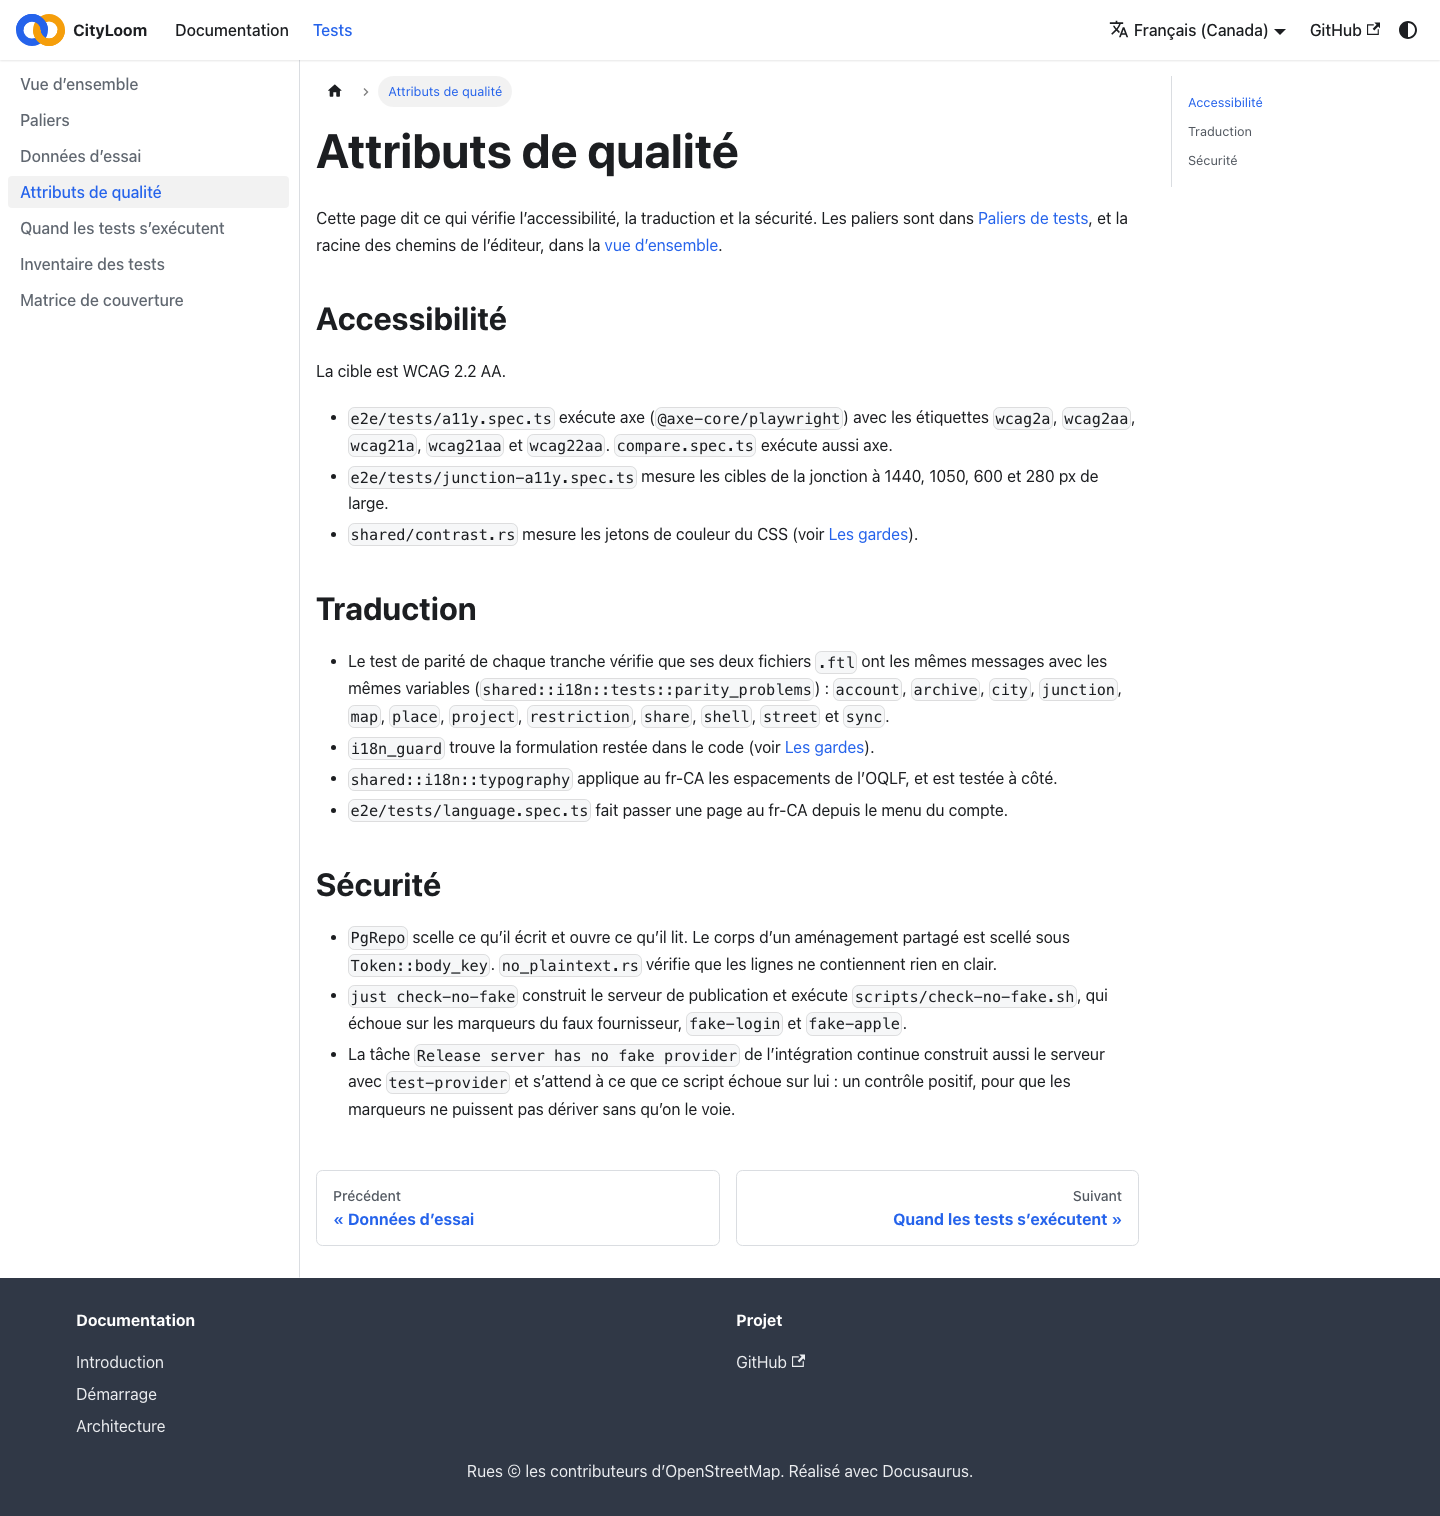 CityLoom
Documentation
Tests
Français (Canada)
GitHub
Vue d’ensemble
Paliers
Données d’essai
Attributs de qualité
Quand les tests s’exécutent
Inventaire des tests
Matrice de couverture
Attributs de qualité
Attributs de qualité
Cette page dit ce qui vérifie l’accessibilité, la traduction et la sécurité. Les paliers sont dans Paliers de tests, et la
racine des chemins de l’éditeur, dans la vue d’ensemble.
Accessibilité
La cible est WCAG 2.2 AA.
e2e/tests/a11y.spec.ts exécute axe (@axe-core/playwright) avec les étiquettes wcag2a, wcag2aa,
wcag21a, wcag21aa et wcag22aa. compare.spec.ts exécute aussi axe.
e2e/tests/junction-a11y.spec.ts mesure les cibles de la jonction à 1440, 1050, 600 et 280 px de
large.
shared/contrast.rs mesure les jetons de couleur du CSS (voir Les gardes).
Traduction
Le test de parité de chaque tranche vérifie que ses deux fichiers .ftl ont les mêmes messages avec les
mêmes variables (shared::i18n::tests::parity_problems) : account, archive, city, junction,
map, place, project, restriction, share, shell, street et sync.
i18n_guard trouve la formulation restée dans le code (voir Les gardes).
shared::i18n::typography applique au fr-CA les espacements de l’OQLF, et est testée à côté.
e2e/tests/language.spec.ts fait passer une page au fr-CA depuis le menu du compte.
Sécurité
PgRepo scelle ce qu’il écrit et ouvre ce qu’il lit. Le corps d’un aménagement partagé est scellé sous
Token::body_key. no_plaintext.rs vérifie que les lignes ne contiennent rien en clair.
just check-no-fake construit le serveur de publication et exécute scripts/check-no-fake.sh, qui
échoue sur les marqueurs du faux fournisseur, fake-login et fake-apple.
La tâche Release server has no fake provider de l’intégration continue construit aussi le serveur
avec test-provider et s’attend à ce que ce script échoue sur lui : un contrôle positif, pour que les
marqueurs ne puissent pas dériver sans qu’on le voie.
Précédent
« Données d’essai
Suivant
Quand les tests s’exécutent »
Accessibilité
Traduction
Sécurité
Documentation
Introduction
Démarrage
Architecture
Projet
GitHub
Rues © les contributeurs d’OpenStreetMap. Réalisé avec Docusaurus.